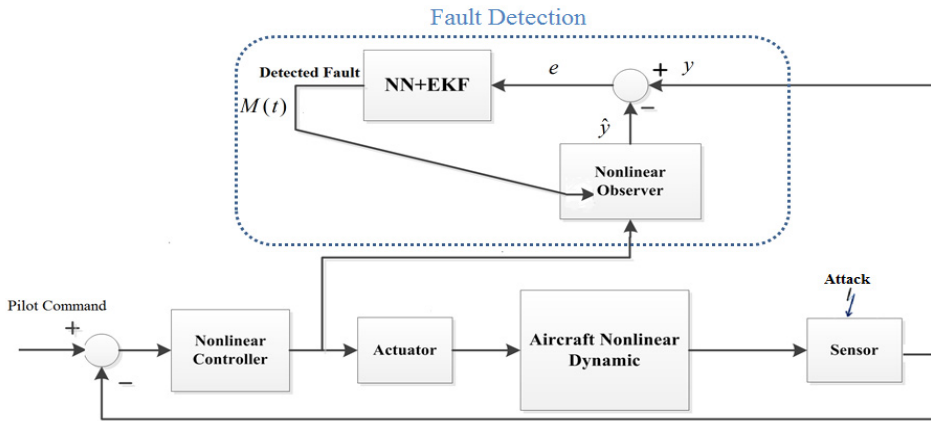 Fault Detection
Detected Fault
M(t)
NN+EKF
e
+
y
−
ŷ
Nonlinear
Observer
Pilot Command
+
−
Nonlinear
Controller
Actuator
Aircraft Nonlinear
Dynamic
Attack
Sensor